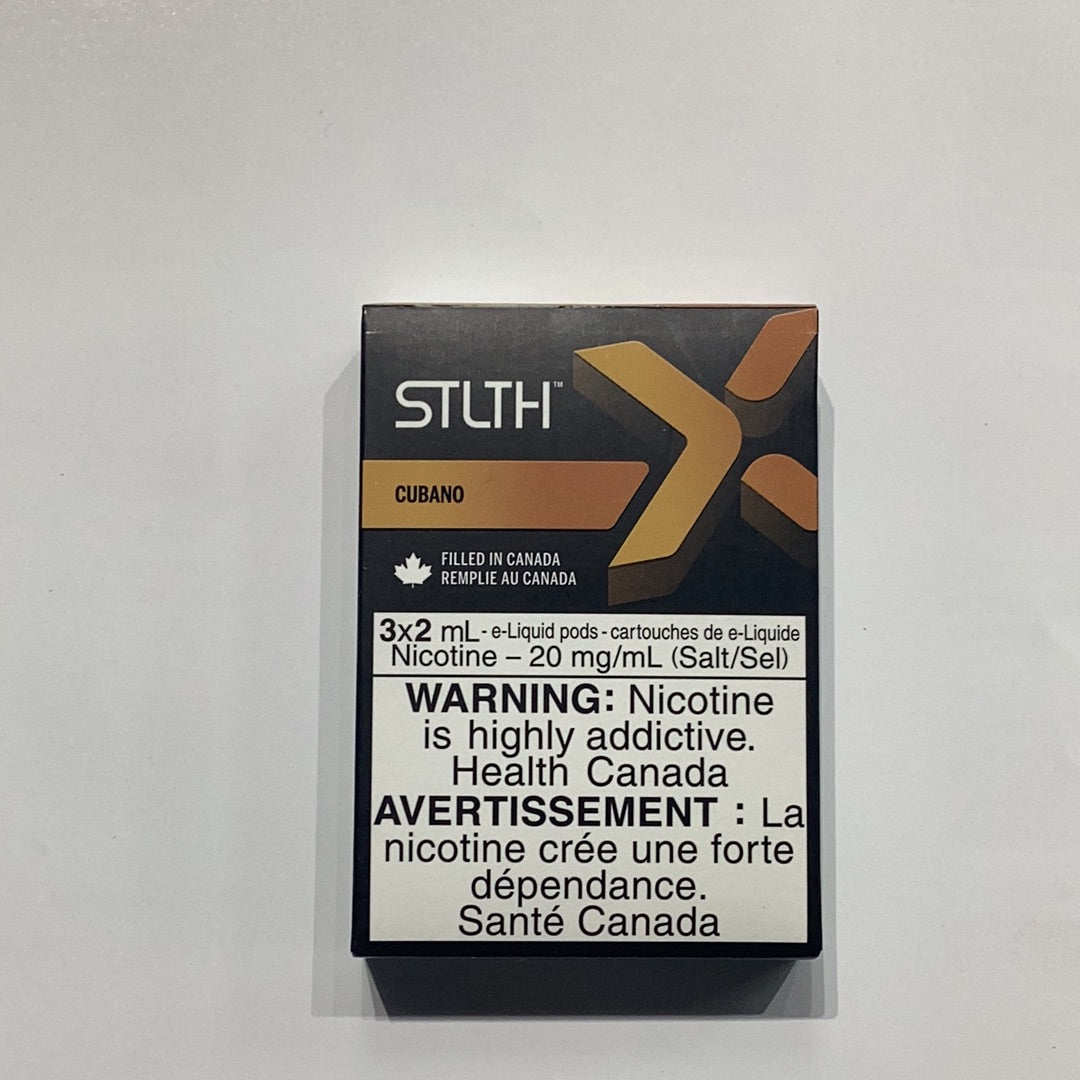 STLTH™
CUBANO
FILLED IN CANADA
REMPLIE AU CANADA
3x2 mL - e-Liquid pods - cartouches de e-Liquide
Nicotine – 20 mg/mL (Salt/Sel)
WARNING: Nicotine
is highly addictive.
Health Canada
AVERTISSEMENT : La
nicotine crée une forte
dépendance.
Santé Canada